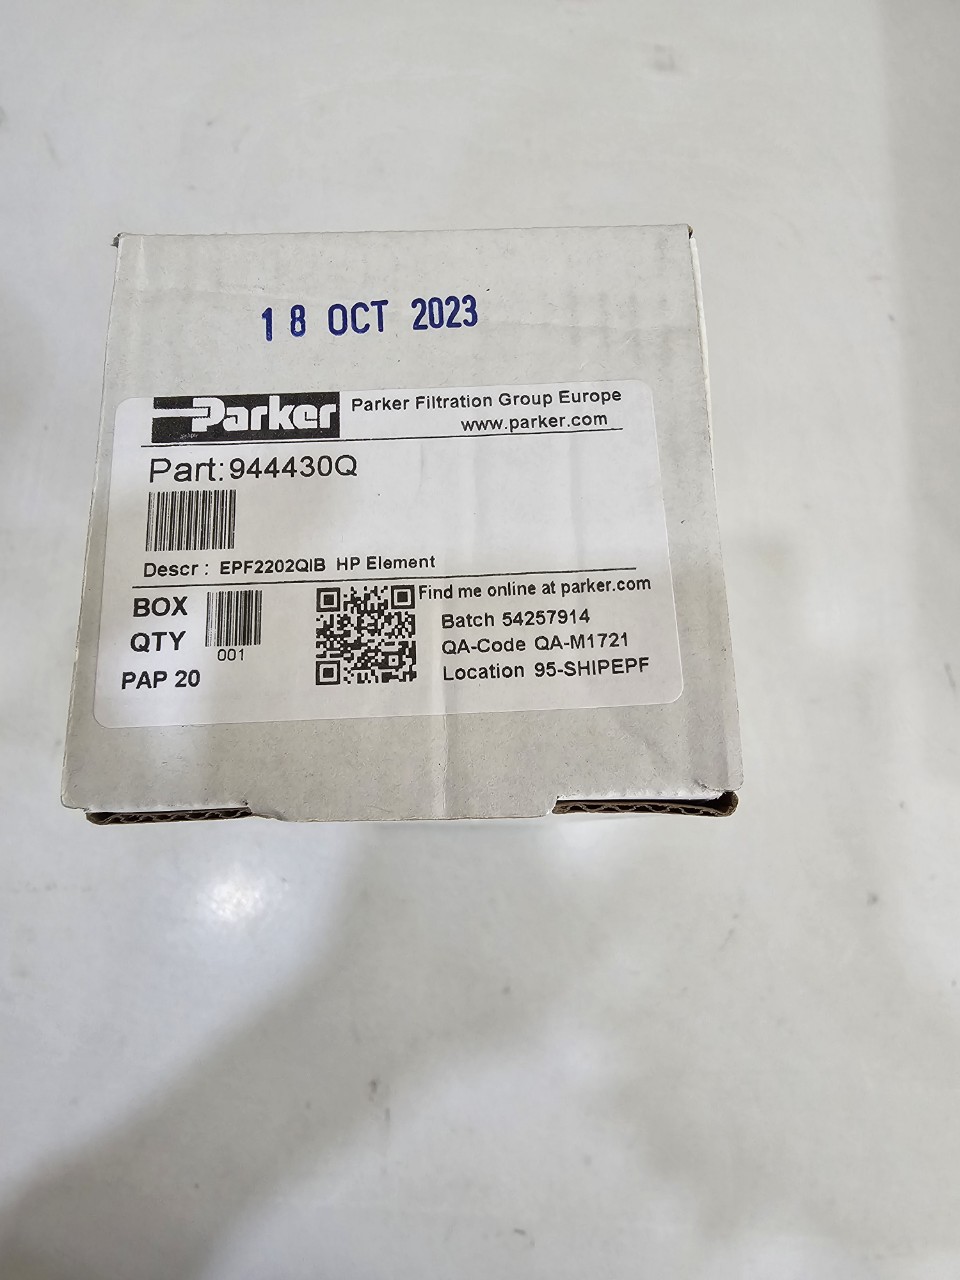 18 OCT 2023
Parker
Parker Filtration Group Europe
www.parker.com
Part:944430Q
Descr : EPF2202QIB HP Element
BOX
QTY
001
PAP 20
Find me online at parker.com
Batch 54257914
QA-Code QA-M1721
Location 95-SHIPEPF